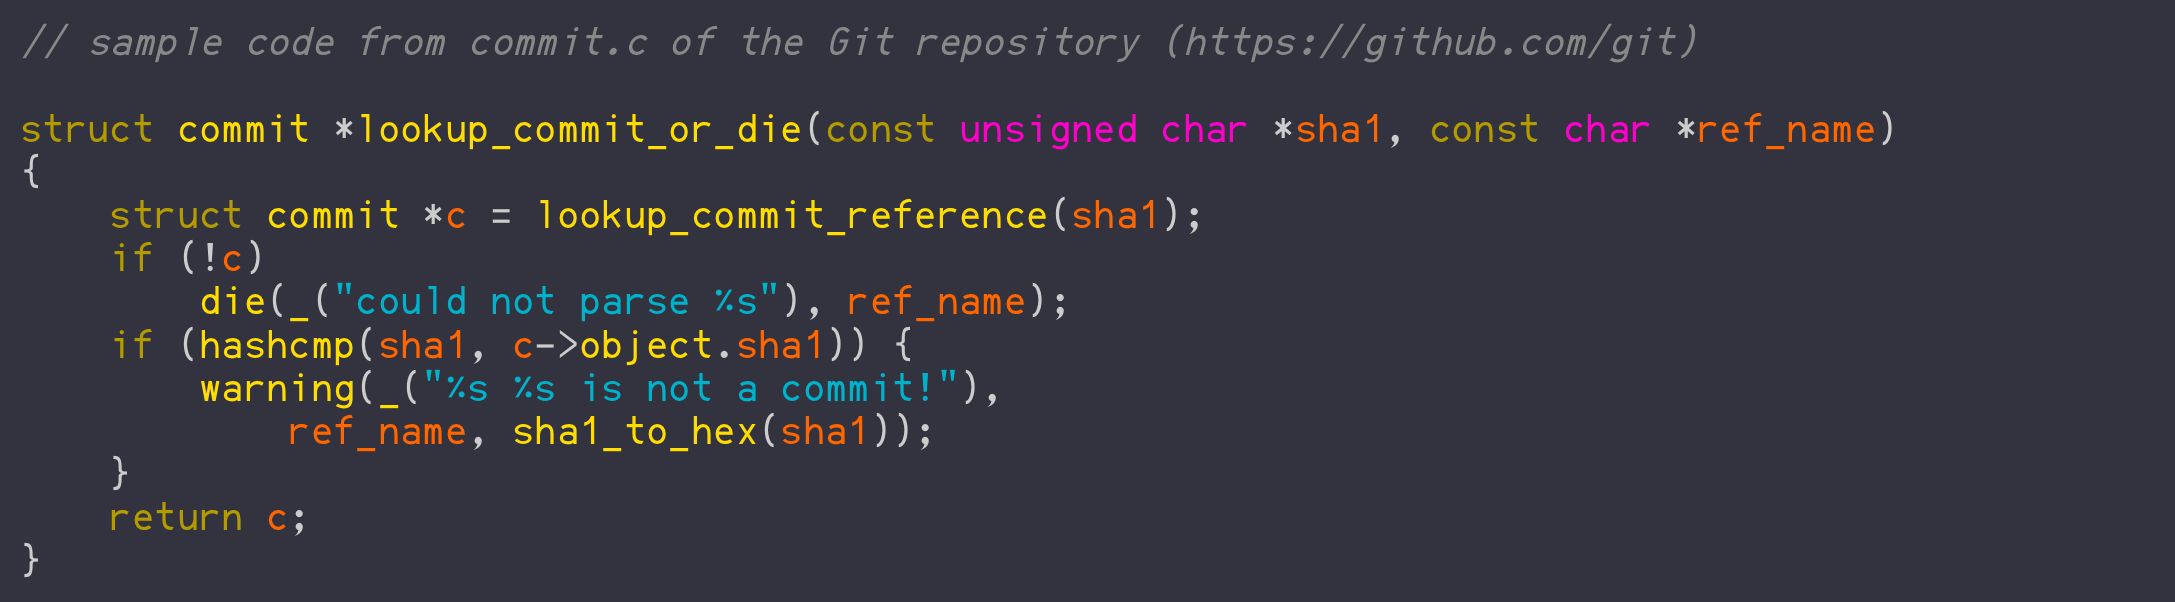 // sample code from commit.c of the Git repository (https://github.com/git)

struct commit *lookup_commit_or_die(const unsigned char *sha1, const char *ref_name)
{
    struct commit *c = lookup_commit_reference(sha1);
    if (!c)
        die(_("could not parse %s"), ref_name);
    if (hashcmp(sha1, c->object.sha1)) {
        warning(_("%s %s is not a commit!"),
            ref_name, sha1_to_hex(sha1));
    }
    return c;
}